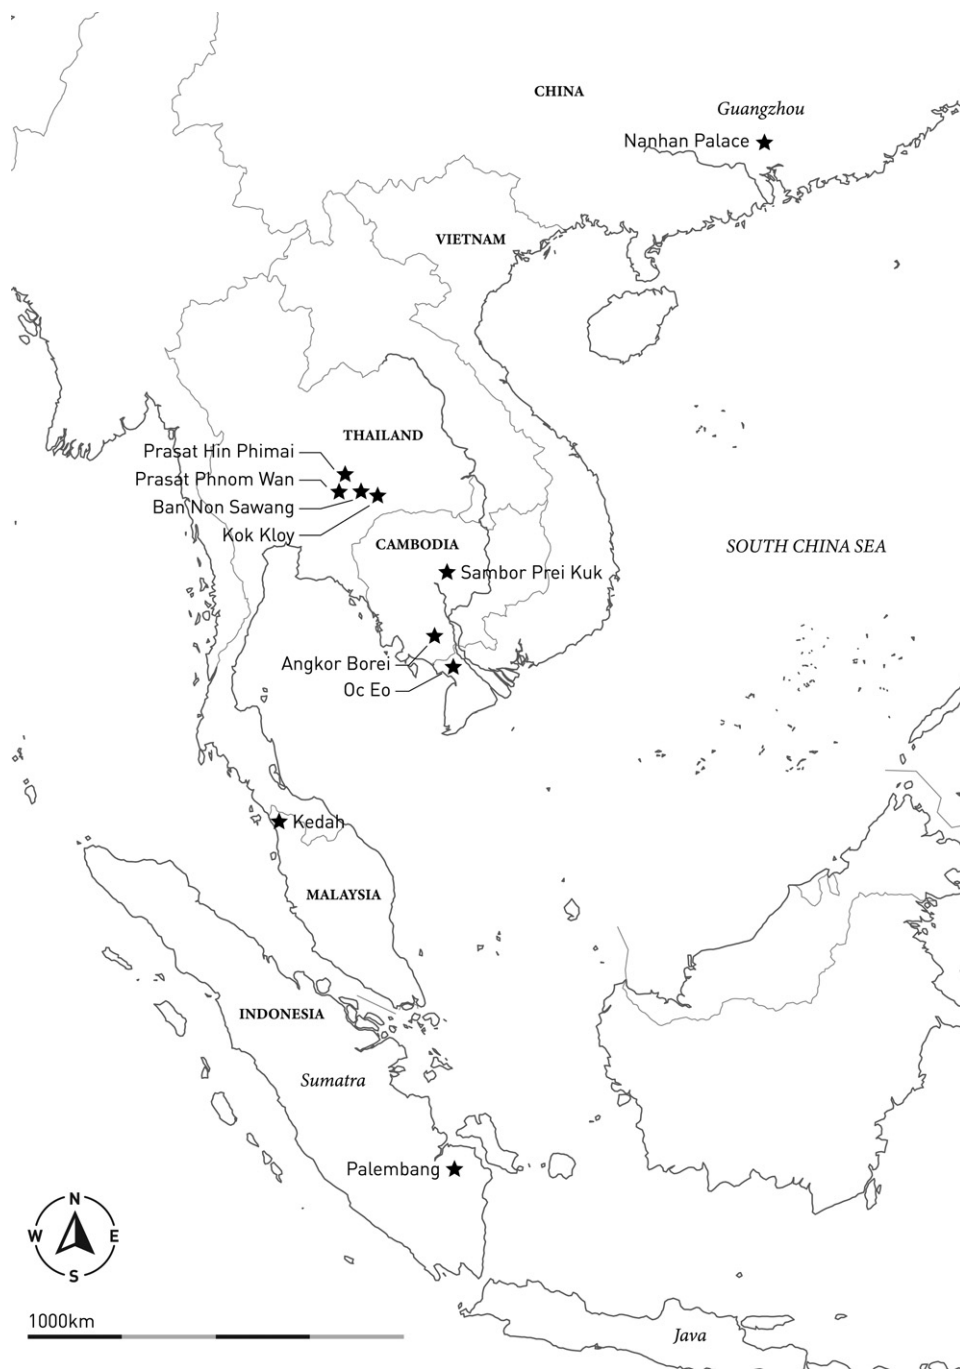 CHINA
Guangzhou
Nanhan Palace
VIETNAM
THAILAND
Prasat Hin Phimai
Prasat Phnom Wan
Ban Non Sawang
Kok Kloy
CAMBODIA
SOUTH CHINA SEA
Sambor Prei Kuk
Angkor Borei
Oc Eo
Kedah
MALAYSIA
INDONESIA
Sumatra
Palembang
N
W E
S
1000km
Java